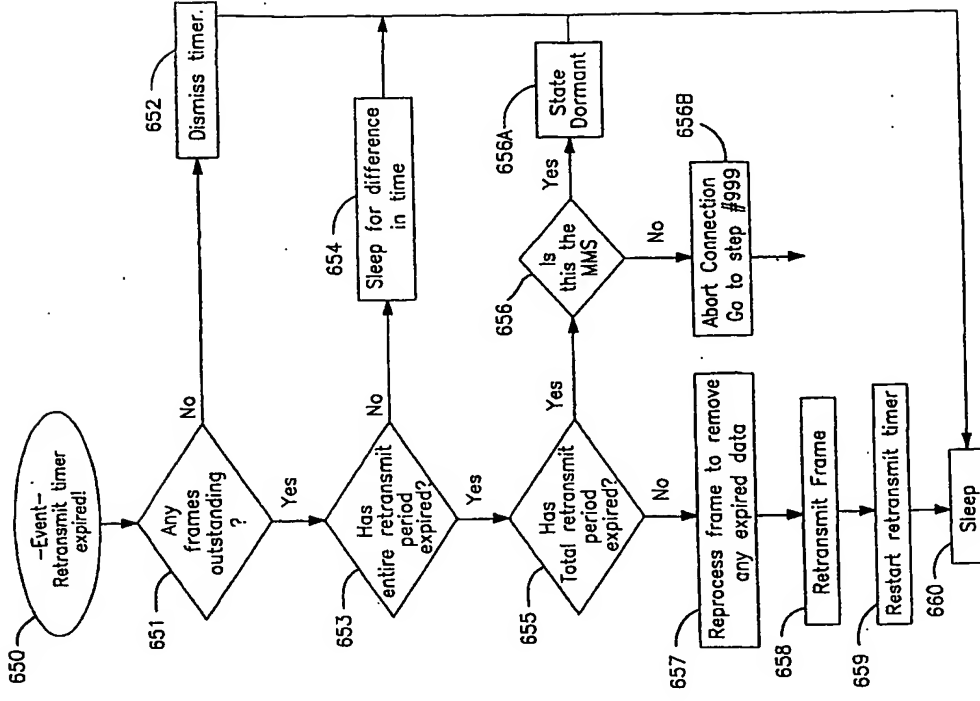 650
—Event—
Retransmit timer
expired!
651
Any
frames
outstanding
?
No
652
Dismiss timer.
Yes
653
Has
entire retransmit
period
expired?
No
654
Sleep for difference
in time
Yes
655
Has
Total retransmit
period
expired?
Yes
656
Is
this the
MMS
Yes
656A
State
Dormant
No
656B
Abort Connection
Go to step #999
No
657
Reprocess frame to remove
any expired data
658
Retransmit Frame
659
Restart retransmit timer
660
Sleep